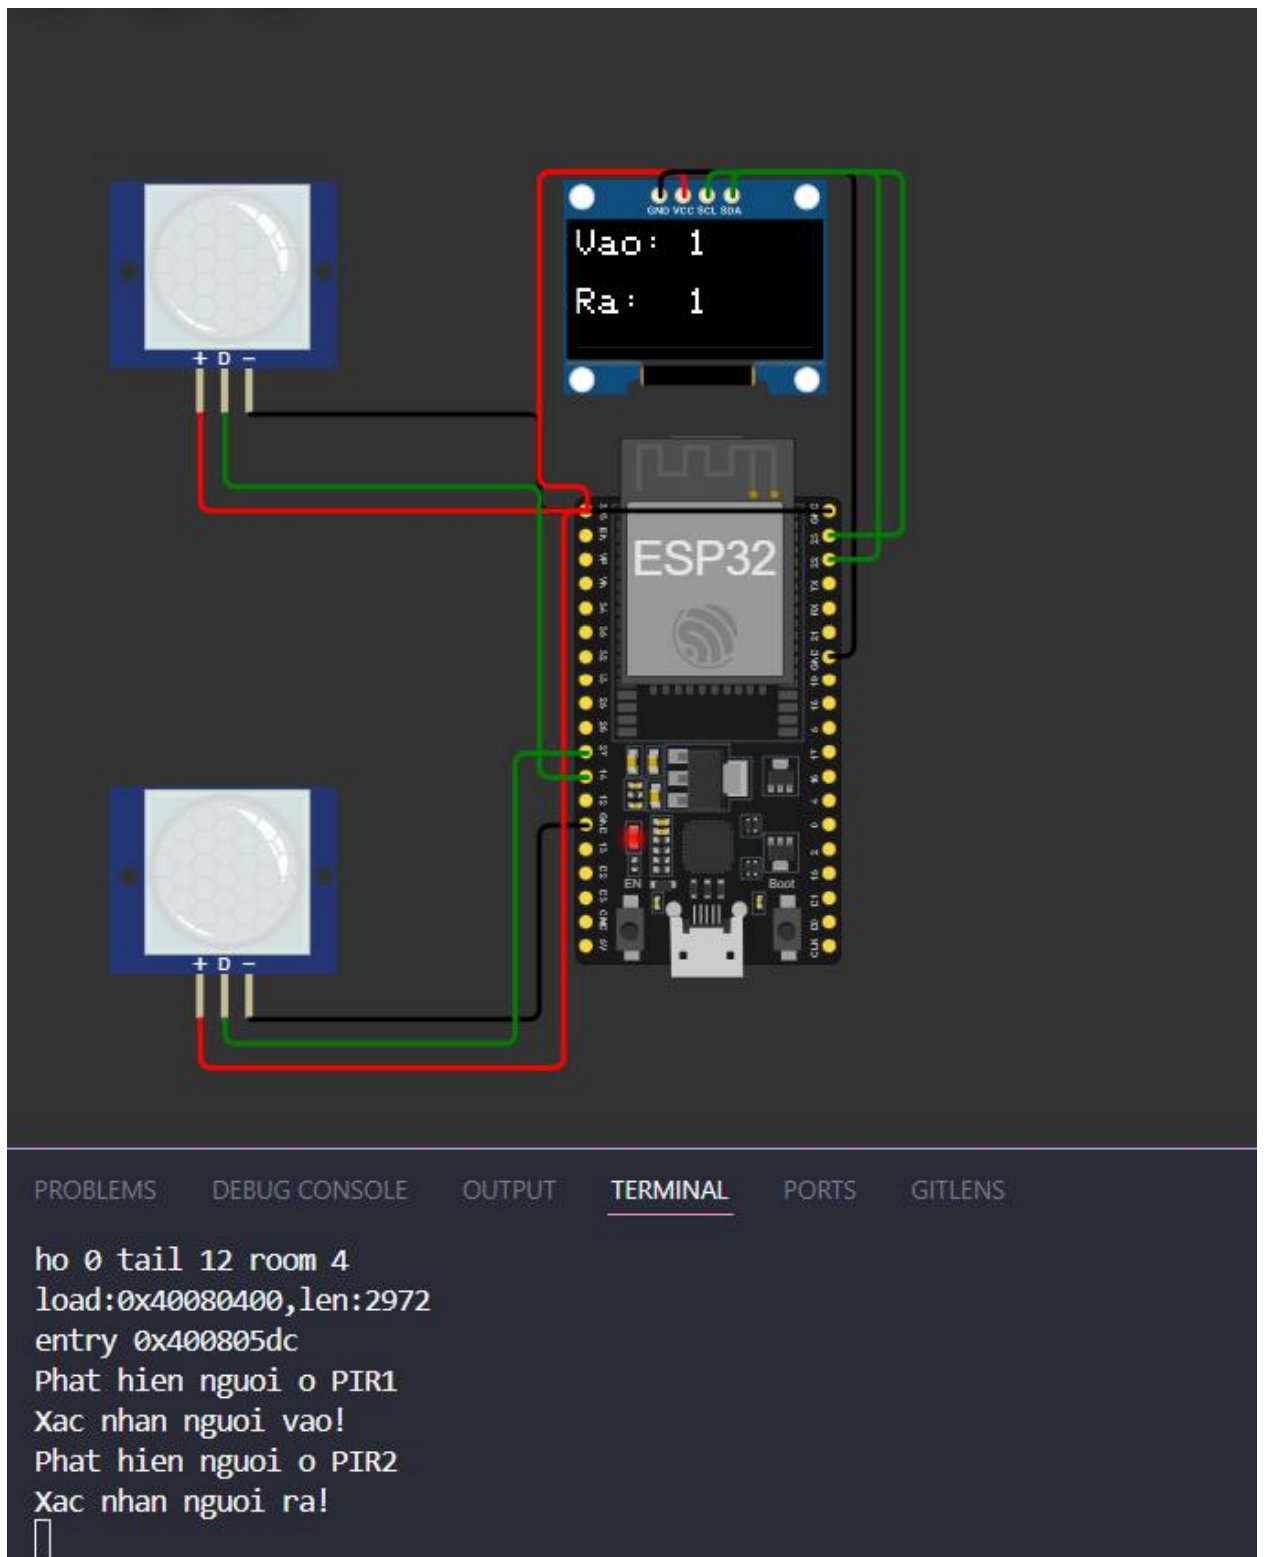 GND VCC SCL SDA
Vao: 1
Ra: 1
+ D -
ESP32
EN
Boot
+ D -
PROBLEMS DEBUG CONSOLE OUTPUT TERMINAL PORTS GITLENS
ho 0 tail 12 room 4
load:0x40080400,len:2972
entry 0x400805dc
Phat hien nguoi o PIR1
Xac nhan nguoi vao!
Phat hien nguoi o PIR2
Xac nhan nguoi ra!